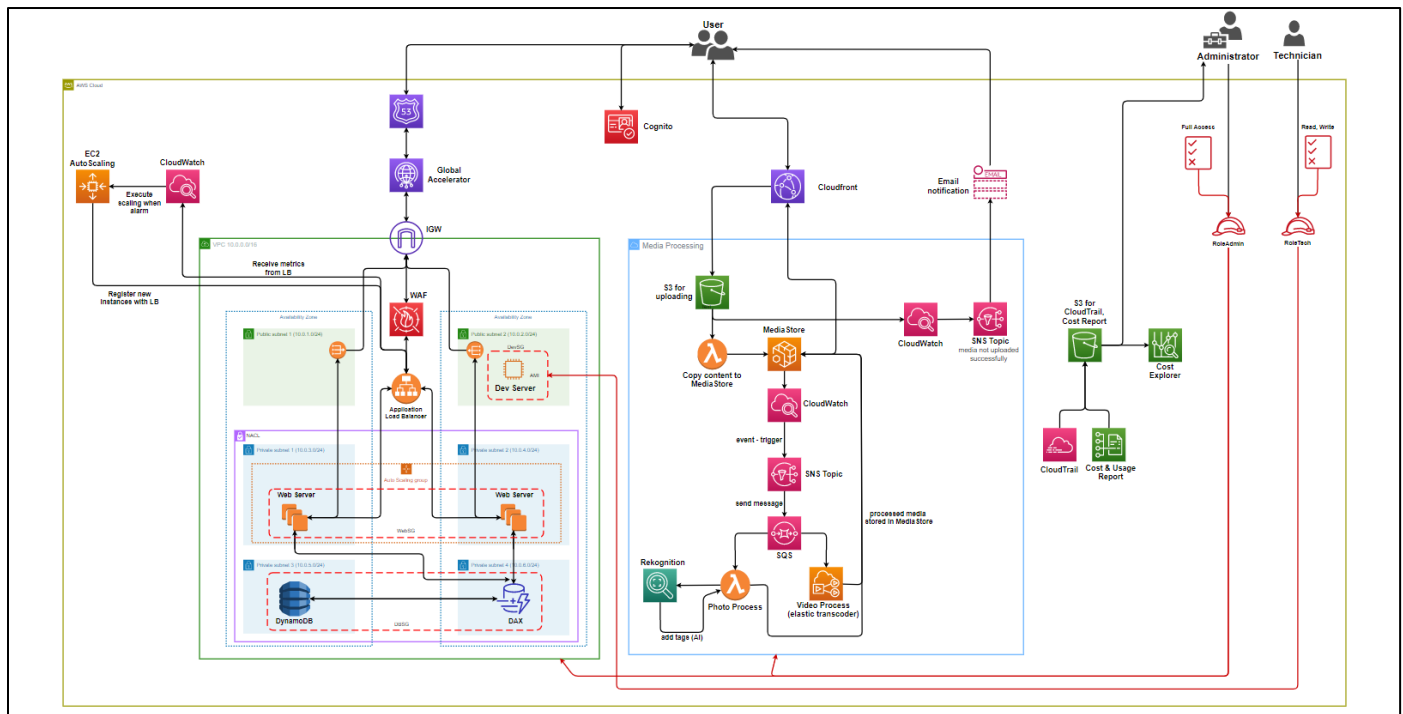 User
Administrator
Technician
AWS Cloud
53
Cognito
Full Access
Read, Write
EC2
AutoScaling
CloudWatch
Global
Accelerator
Execute
scaling when
alarm
Cloudfront
Email
notification
EMAIL
IGW
RoleAdmin
RoleTech
VPC 10.0.0.0/16
Media Processing
Receive metrics
from LB
Register new
Instances with LB
WAF
S3 for
uploading
Availability Zone
Availability Zone
Public subnet 1 (10.0.1.0/24)
Public subnet 2 (10.0.2.0/24)
DevSG
AMI
Dev Server
Application
Load Balancer
MediaStore
CloudWatch
SNS Topic
media not uploaded
successfully
S3 for
CloudTrail,
Cost Report
Cost
Explorer
Copy content to
MediaStore
CloudWatch
event - trigger
NACL
Private subnet 1 (10.0.3.0/24)
Private subnet 2 (10.0.4.0/24)
Auto Scaling group
Web Server
Web Server
WebSG
SNS Topic
send message
processed media
stored in MediaStore
CloudTrail
Cost & Usage
Report
SQS
Private subnet 3 (10.0.5.0/24)
Private subnet 4 (10.0.6.0/24)
DynamoDB
DAX
Rekognition
Photo Process
Video Process
(elastic transcoder)
add tage (AI)